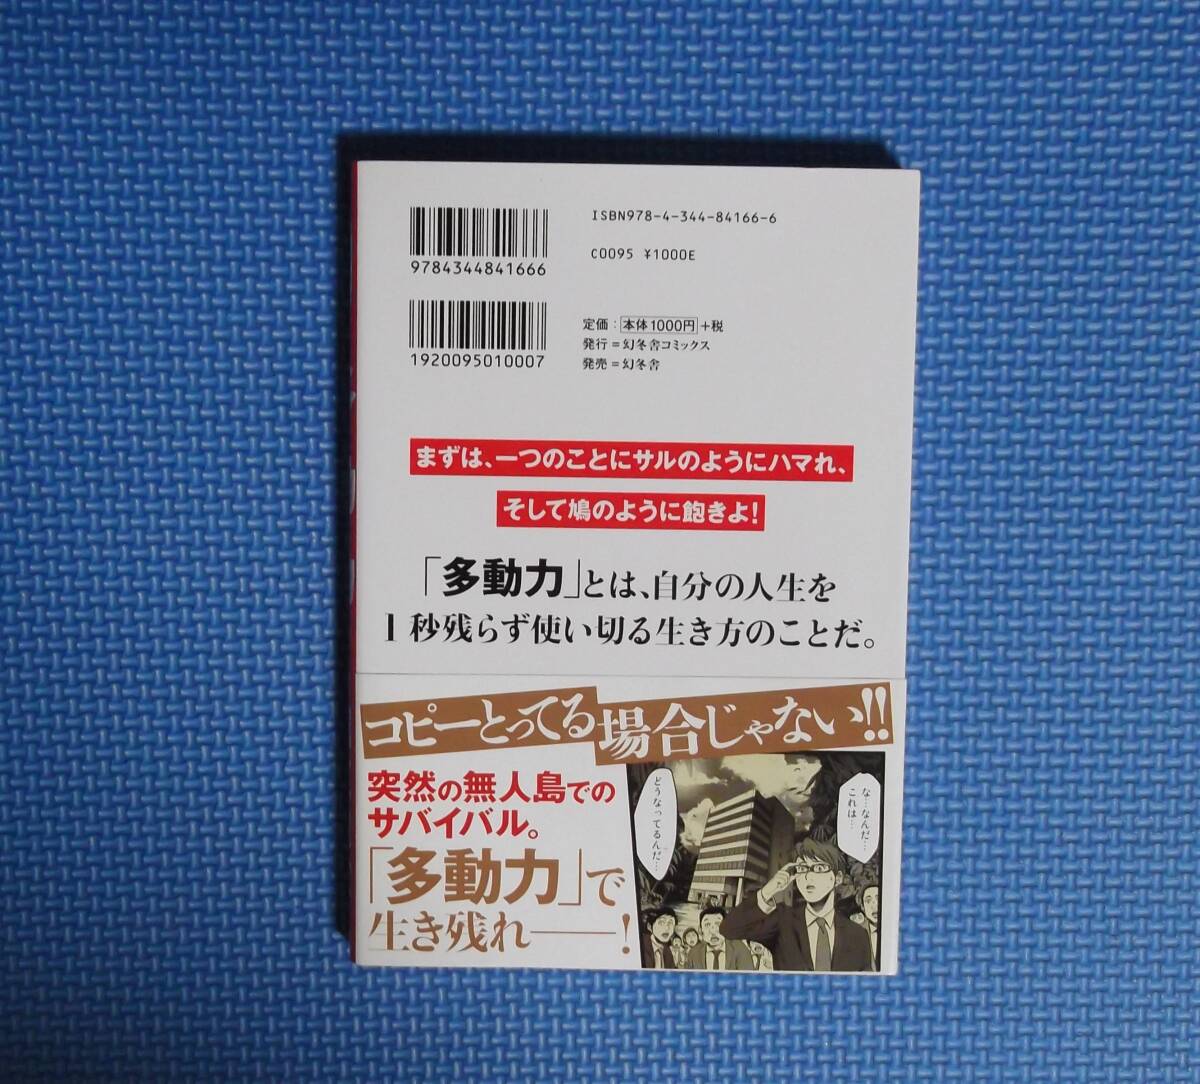 ISBN978-4-344-84166-6
9784344841666
C0095 ¥1000E
1920095010007
定価：本体1000円+税
発行＝幻冬舎コミックス
発売＝幻冬舎
まずは、一つのことにサルのようにハマれ、
そして鳩のように飽きよ！
「多動力」とは、自分の人生を
1秒残らず使い切る生き方のことだ。
コピーとってる場合じゃない!!
突然の無人島での
サバイバル。
「多動力」で
生き残れ――！
な…なんだ…
これは…
どうなってるんだ…